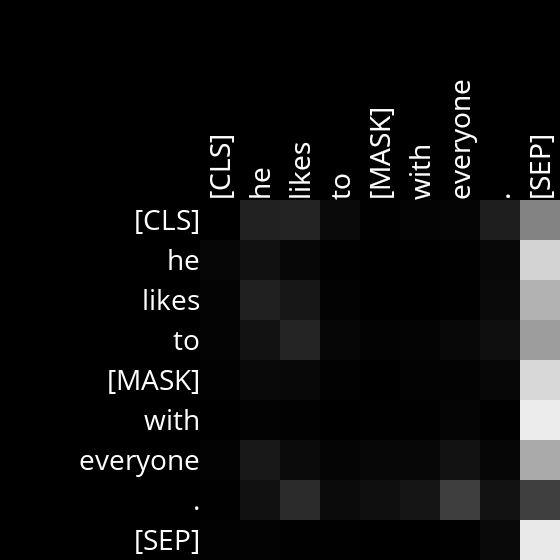 [CLS] he likes to [MASK] with everyone . [SEP]
[CLS]
he
likes
to
[MASK]
with
everyone
.
[SEP]